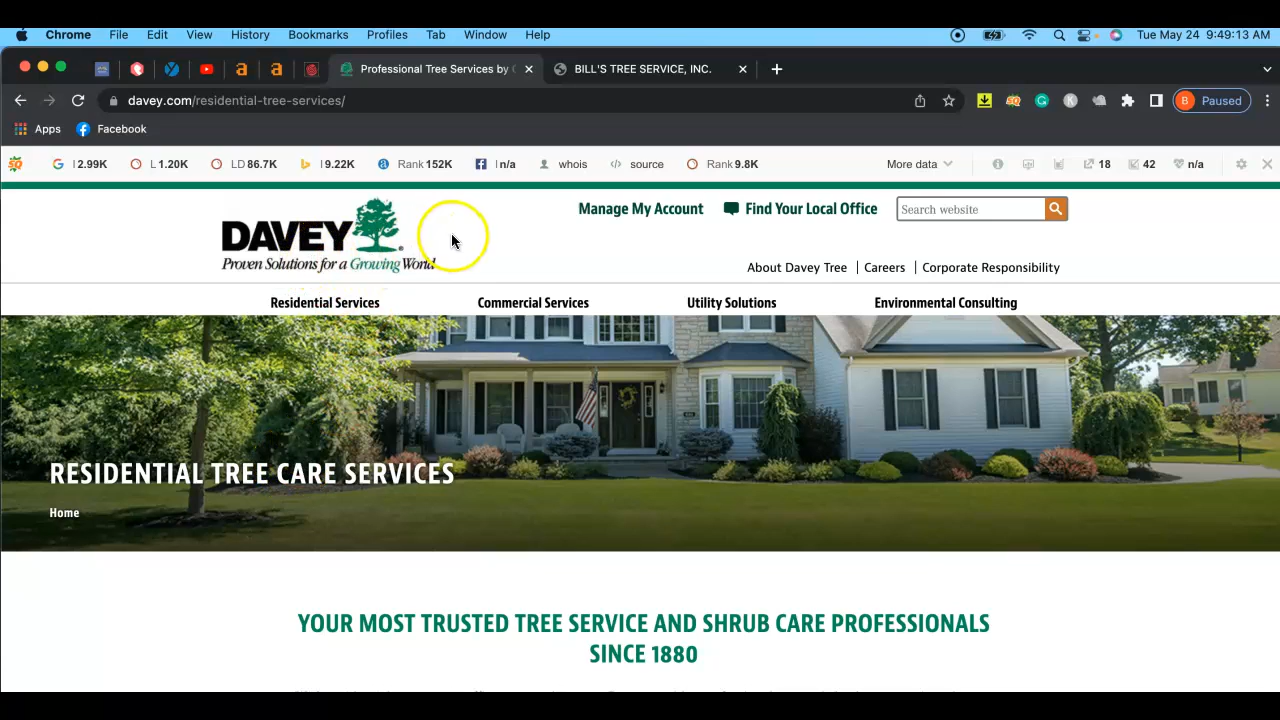 Chrome File Edit View History Bookmarks Profiles Tab Window Help Tue May 24 9:49:13 AM
Professional Tree Services by BILL'S TREE SERVICE, INC.
davey.com/residential-tree-services/ B Paused
Apps Facebook
I 2.99K L 1.20K LD 86.7K I 9.22K Rank 152K I n/a whois source Rank 9.8K More data 18 42 n/a
Manage My Account Find Your Local Office Search website
DAVEY
Proven Solutions for a Growing World
About Davey Tree Careers Corporate Responsibility
Residential Services Commercial Services Utility Solutions Environmental Consulting
RESIDENTIAL TREE CARE SERVICES
Home
YOUR MOST TRUSTED TREE SERVICE AND SHRUB CARE PROFESSIONALS
SINCE 1880